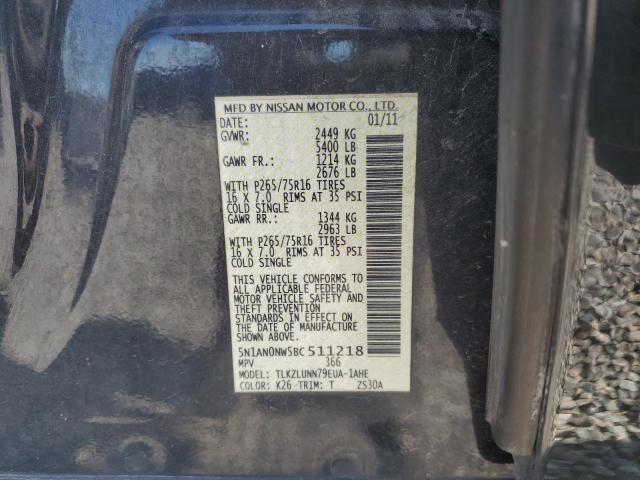 MFD BY NISSAN MOTOR CO., LTD.
DATE: 01/11
GVWR: 2449 KG
5400 LB
GAWR FR.: 1214 KG
2676 LB
WITH P265/75R16 TIRES
16 X 7.0 RIMS AT 35 PSI
COLD SINGLE
GAWR RR.: 1344 KG
2963 LB
WITH P265/75R16 TIRES
16 X 7.0 RIMS AT 35 PSI
COLD SINGLE
THIS VEHICLE CONFORMS TO
ALL APPLICABLE FEDERAL
MOTOR VEHICLE SAFETY AND
THEFT PREVENTION
STANDARDS IN EFFECT ON
THE DATE OF MANUFACTURE
SHOWN ABOVE.
5N1AN0NW5BC511218
MPV 366
MODEL: TLKZLUNN79EUA-1AHE
COLOR: K26 TRIM: T ZS30A